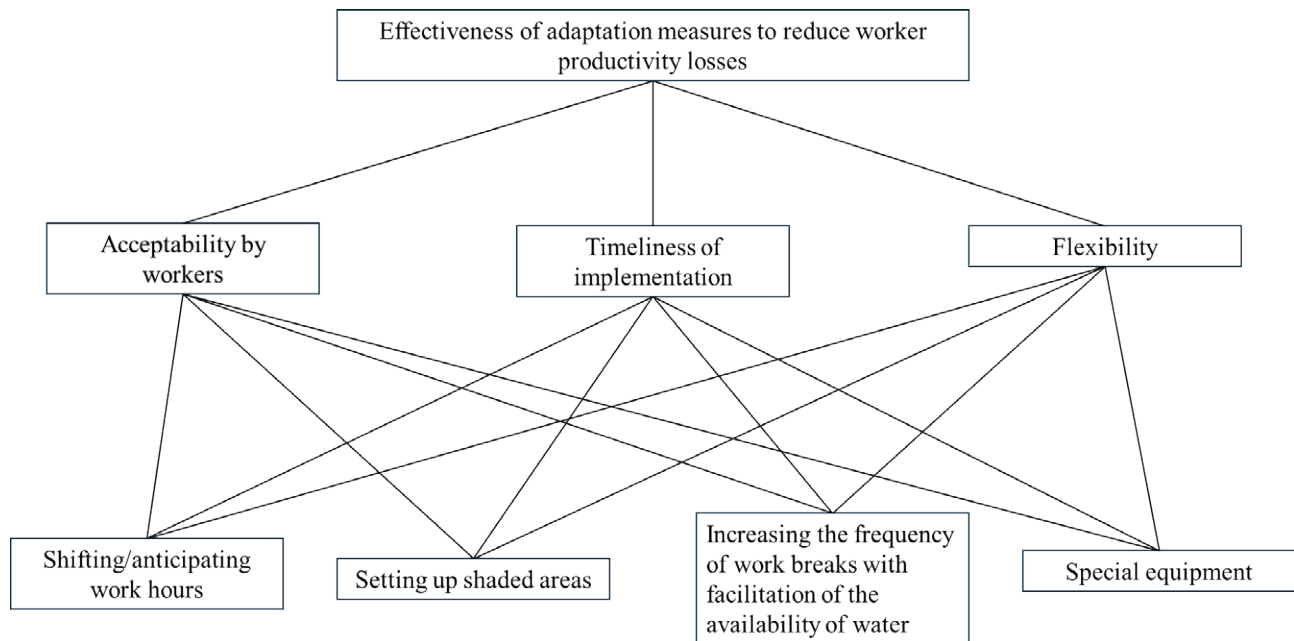 Effectiveness of adaptation measures to reduce worker
productivity losses
Acceptability by
workers
Timeliness of
implementation
Flexibility
Shifting/anticipating
work hours
Setting up shaded areas
Increasing the frequency
of work breaks with
facilitation of the
availability of water
Special equipment